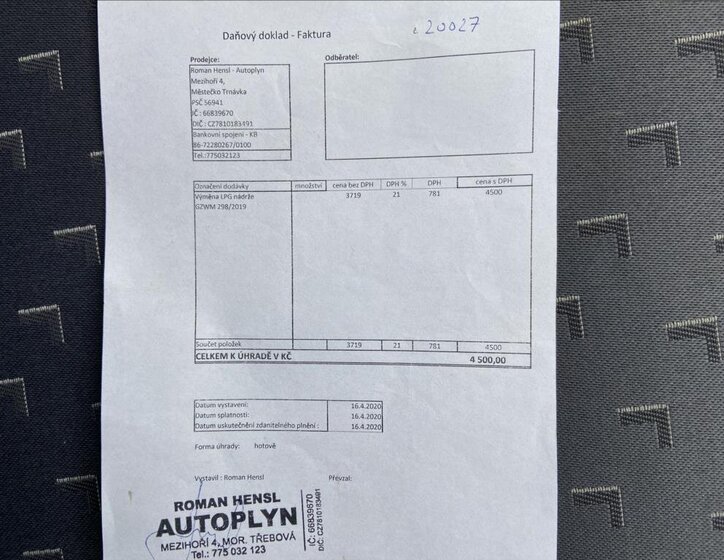 Daňový doklad - Faktura
č. 20027
Prodejce:
Roman Hensl - Autoplyn
Mezihoří 4,
Městečko Trnávka
PSČ 56941
IČ : 66839670
DIČ : CZ7810183491
Bankovní spojení - KB
86-72280267/0100
Tel.:775032123
Odběratel:
Označení dodávky množství cena bez DPH DPH % DPH cena s DPH
Výměna LPG nádrže 3719 21 781 4500
GZWM 298/2019
Součet položek 3719 21 781 4500
CELKEM K ÚHRADĚ V KČ 4 500,00
Datum vystavení: 16.4.2020
Datum splatnosti: 16.4.2020
Datum uskutečnění zdanitelného plnění : 16.4.2020
Forma úhrady: hotově
Vystavil : Roman Hensl Převzal:
ROMAN HENSL
AUTOPLYN
MEZIHOŘÍ 4, MOR. TŘEBOVÁ
Tel.: 775 032 123
IČ: 66839670
DIČ: CZ7810183491